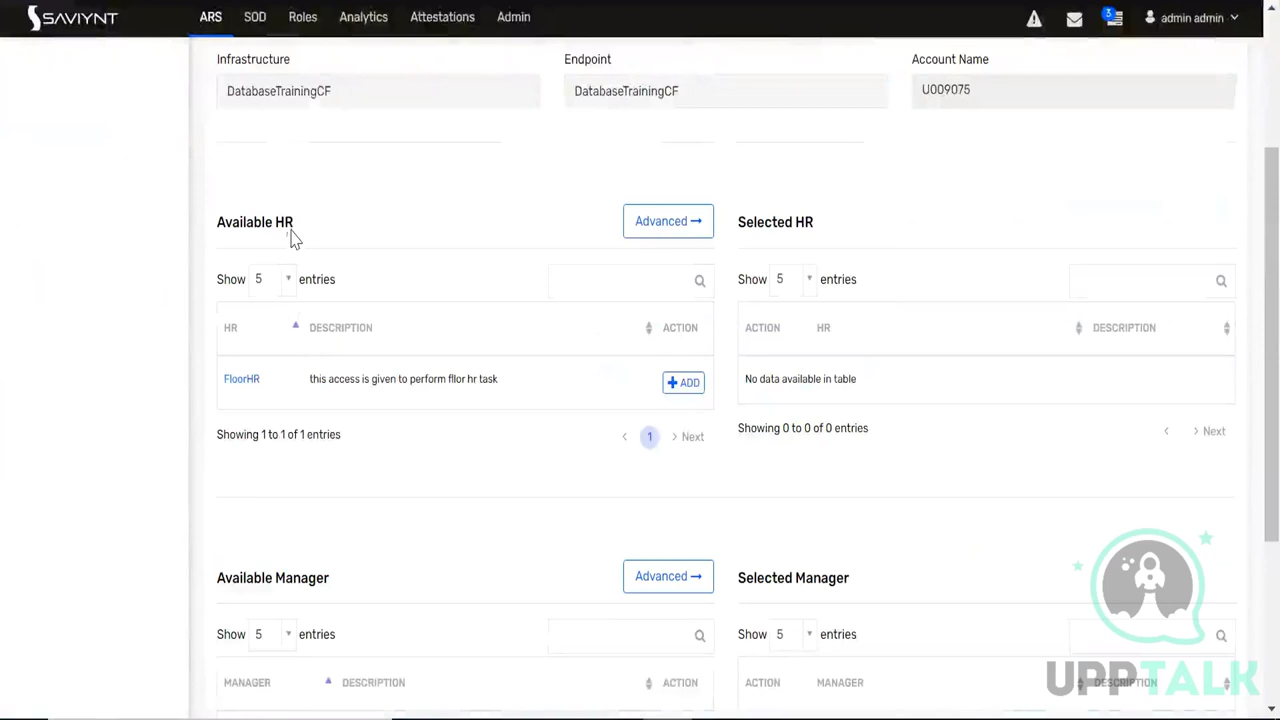 SAVIYNT ARS SOD Roles Analytics Attestations Admin 3 admin admin
Infrastructure Endpoint Account Name
DatabaseTrainingCF DatabaseTrainingCF U009075
Available HR Advanced Selected HR
Show 5 entries Show 5 entries
HR DESCRIPTION ACTION ACTION HR DESCRIPTION
FloorHR this access is given to perform fllor hr task ADD No data available in table
Showing 1 to 1 of 1 entries 1 Next Showing 0 to 0 of 0 entries Next
Available Manager Advanced Selected Manager
Show 5 entries Show 5 entries
MANAGER DESCRIPTION ACTION ACTION MANAGER DESCRIPTION
UPPTALK